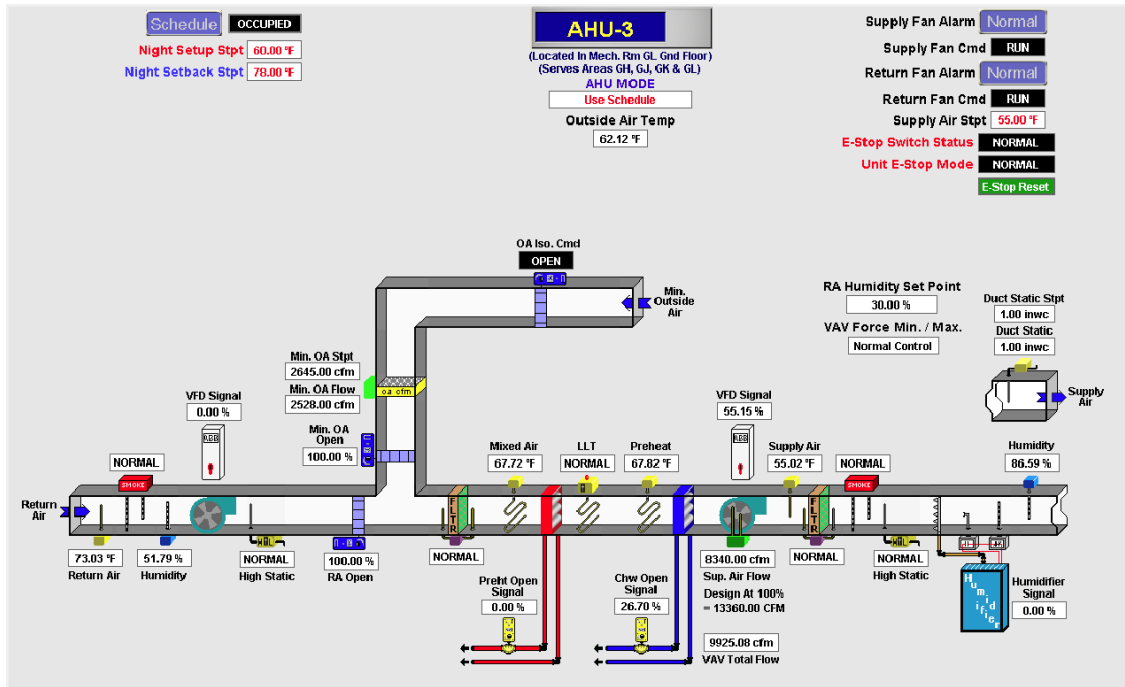 Schedule OCCUPIED
Night Setup Stpt 60.00 ºF
Night Setback Stpt 78.00 ºF
AHU-3
(Located In Mech. Rm GL Gnd Floor)
(Serves Areas GH, GJ, GK & GL)
AHU MODE
Use Schedule
Outside Air Temp
62.12 ºF
Supply Fan Alarm Normal
Supply Fan Cmd RUN
Return Fan Alarm Normal
Return Fan Cmd RUN
Supply Air Stpt 55.00 ºF
E-Stop Switch Status NORMAL
Unit E-Stop Mode NORMAL
E-Stop Reset
OA Iso. Cmd
OPEN
Min.
Outside
Air
RA Humidity Set Point
30.00 %
VAV Force Min. / Max.
Normal Control
Duct Static Stpt
1.00 inwc
Duct Static
1.00 inwc
Supply
Air
Min. OA Stpt
2645.00 cfm
Min. OA Flow
2528.00 cfm
oa cfm
Min. OA
Open
100.00 %
VFD Signal
0.00 %
ABB
NORMAL
SMOKE
Mixed Air
67.72 ºF
LLT
NORMAL
Preheat
67.82 ºF
VFD Signal
55.15 %
ABB
Supply Air
55.02 ºF
NORMAL
SMOKE
Humidity
86.59 %
Return
Air
FLTR
FLTR
73.03 ºF
Return Air
51.79 %
Humidity
NORMAL
High Static
100.00 %
RA Open
NORMAL
8340.00 cfm
Sup. Air Flow
Design At 100%
= 13360.00 CFM
9925.08 cfm
VAV Total Flow
NORMAL
NORMAL
High Static
Preht Open
Signal
0.00 %
Chw Open
Signal
26.70 %
Humidifier
Humidifier
Signal
0.00 %